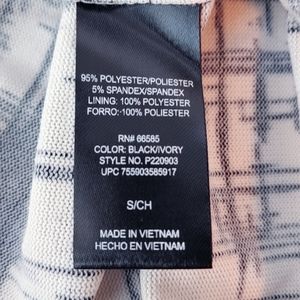 95% POLYESTER/POLIESTER
5% SPANDEX/SPANDEX
LINING: 100% POLYESTER
FORRO:·100% POLIESTER
RN# 66585
COLOR: BLACK/IVORY
STYLE NO. P220903
UPC 755903585917
S/CH
MADE IN VIETNAM
HECHO EN VIETNAM